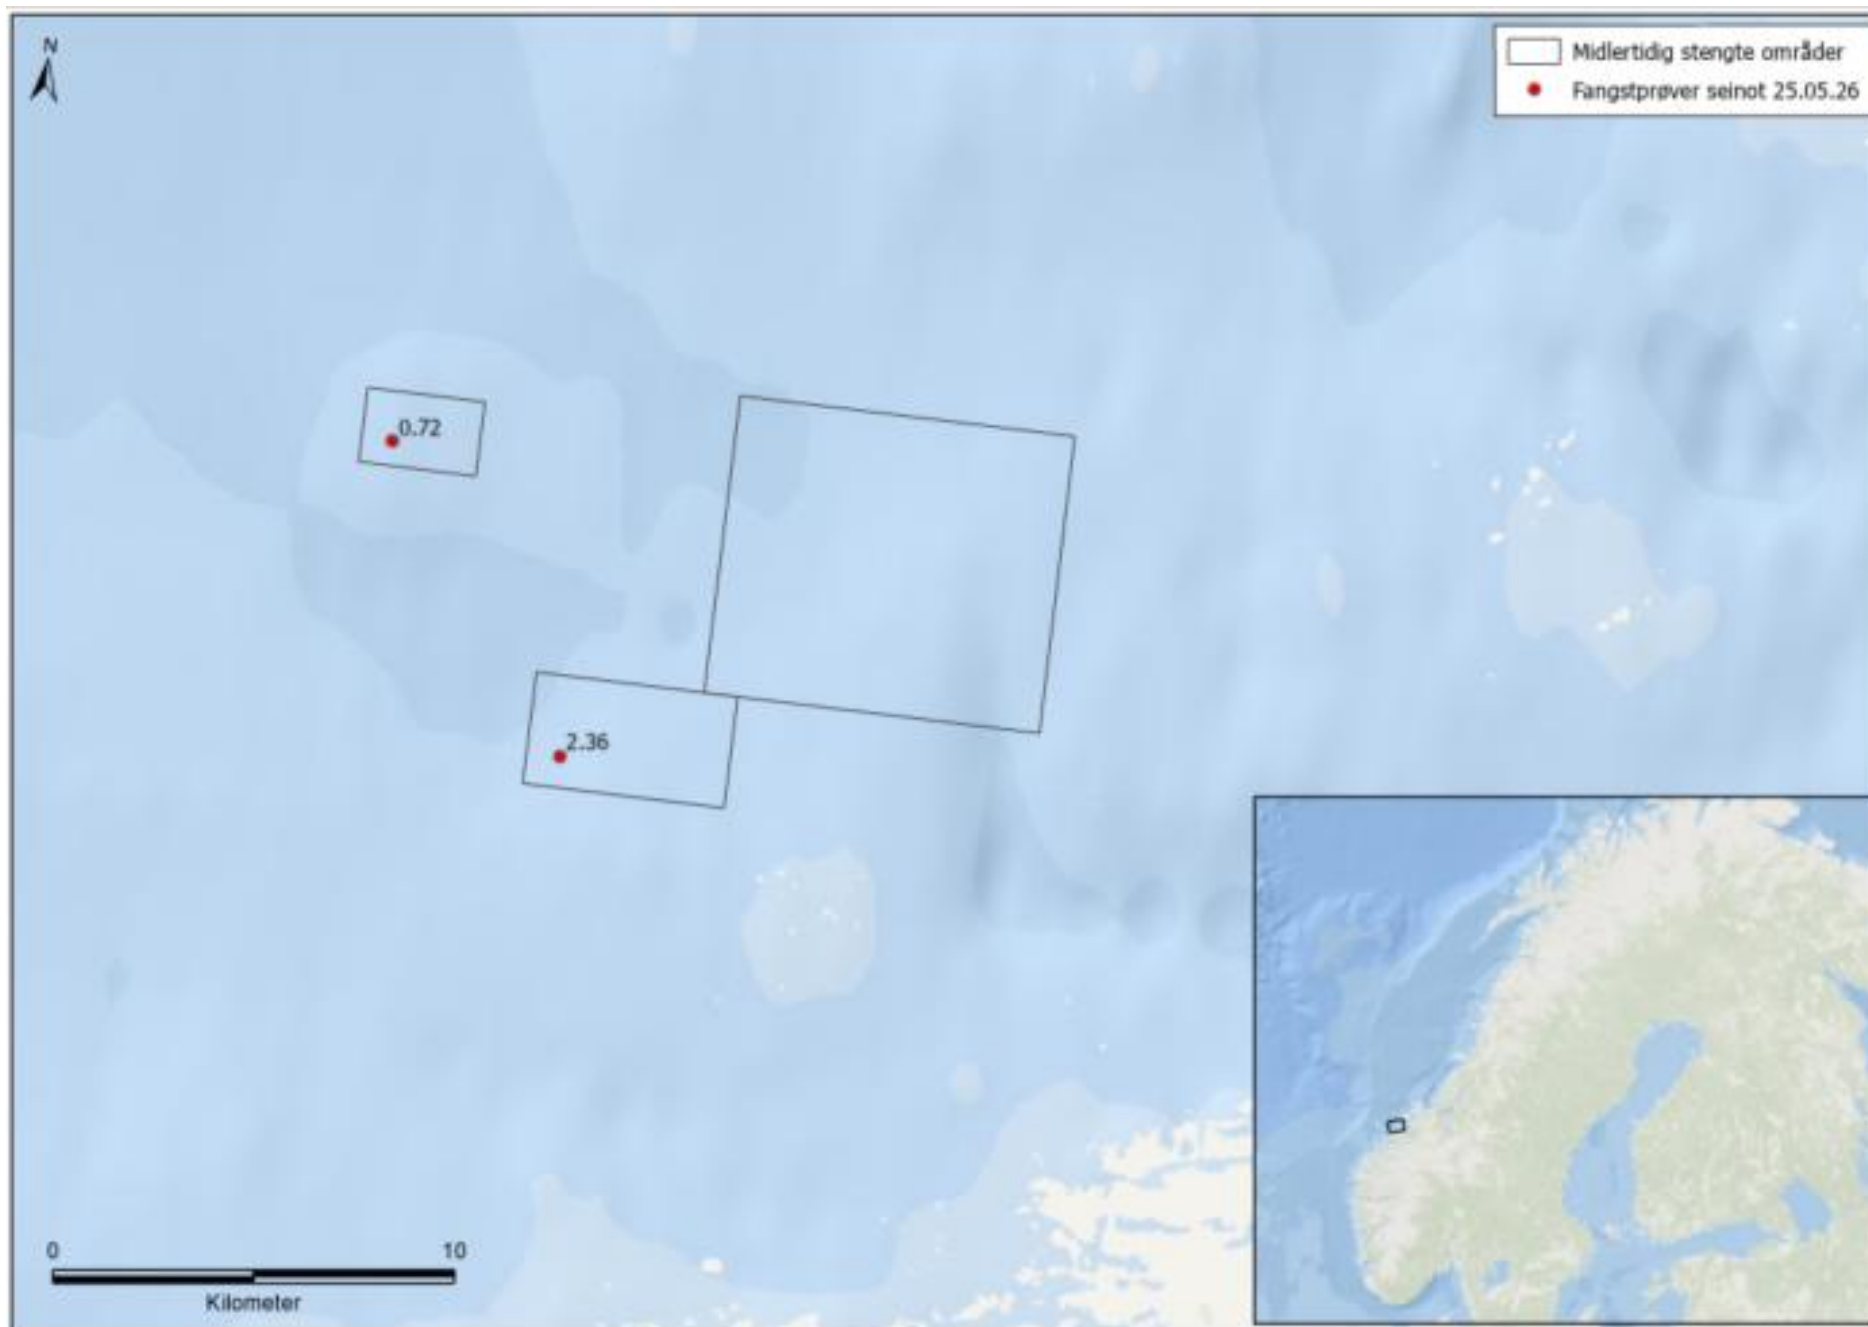 N
Midlertidig stengte områder
Fangstprøver seinot 25.05.26
0.72
2.36
0 10
Kilometer